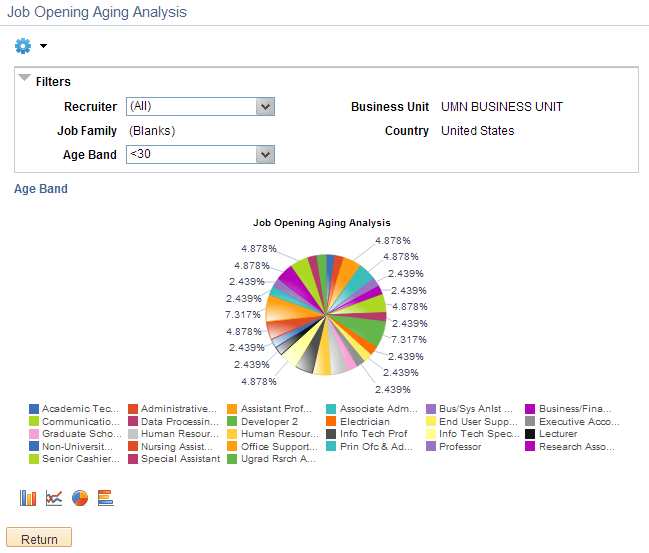 Job Opening Aging Analysis
Filters
Recruiter (All) Business Unit UMN BUSINESS UNIT
Job Family (Blanks) Country United States
Age Band <30
Age Band
Job Opening Aging Analysis
4.878% 4.878%
4.878% 4.878%
2.439% 2.439%
2.439% 2.439%
7.317% 4.878%
4.878% 2.439%
2.439% 7.317%
2.439% 2.439%
4.878% 2.439%
2.439%
Academic Tec... Administrative... Assistant Prof... Associate Adm... Bus/Sys Anlst ... Business/Fina...
Communicatio... Data Processin... Developer 2 Electrician End User Supp... Executive Acco...
Graduate Scho... Human Resour... Human Resour... Info Tech Prof Info Tech Spec... Lecturer
Non-Universit... Nursing Assist... Office Support... Prin Ofo & Ad... Professor Research Asso...
Senior Cashier... Special Assistant Ugrad Rsrch A...
Return